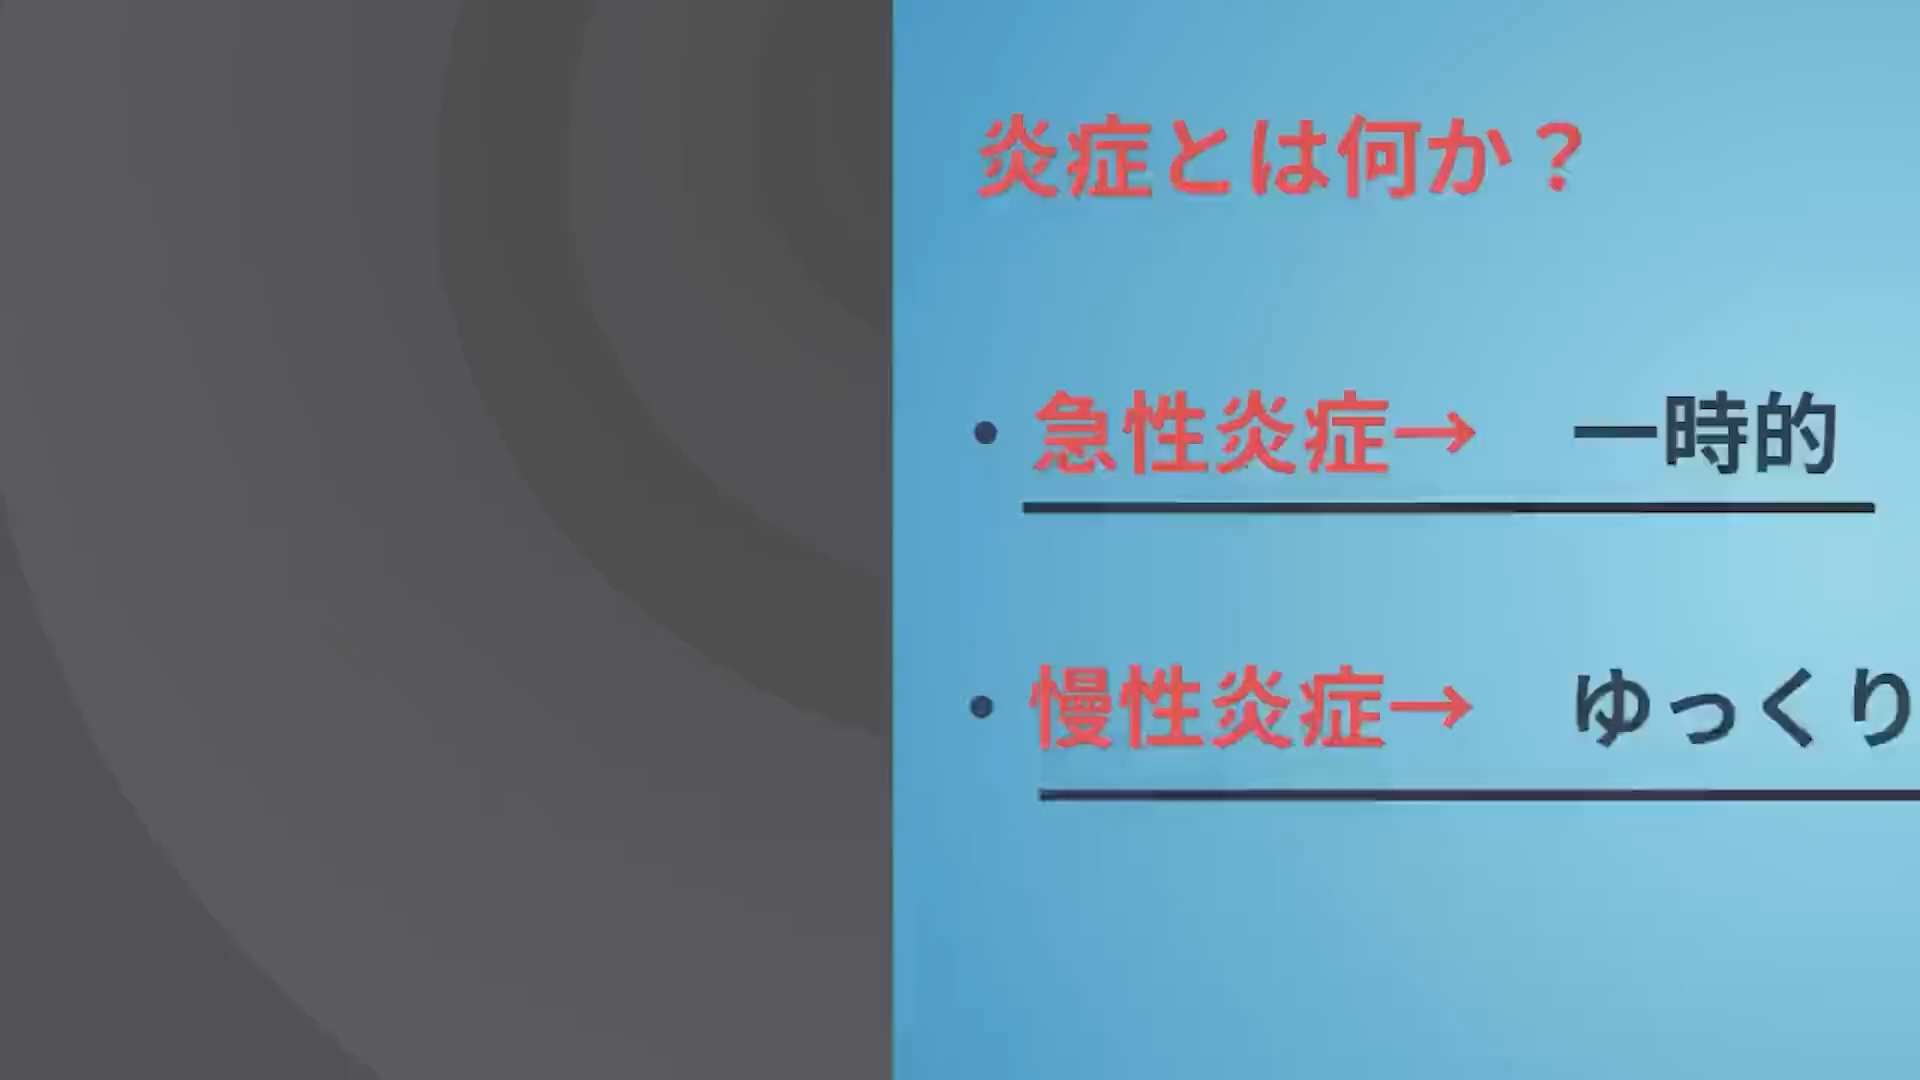 炎症とは何か？
• 急性炎症→　一時的
• 慢性炎症→　ゆっくり